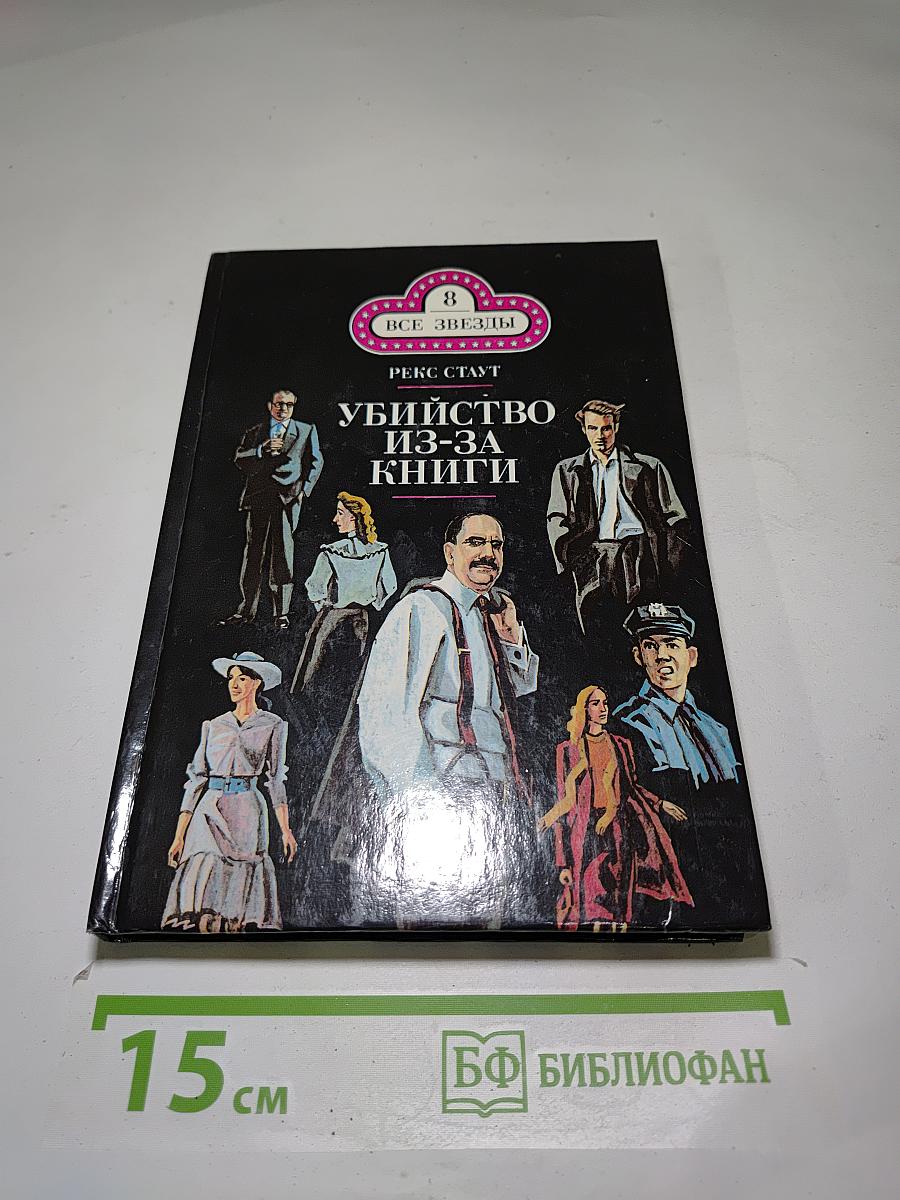 8
ВСЕ ЗВЕЗДЫ
РЕКС СТАУТ
УБИЙСТВО
ИЗ-ЗА
КНИГИ
15 см
БФ БИБЛИОФАН